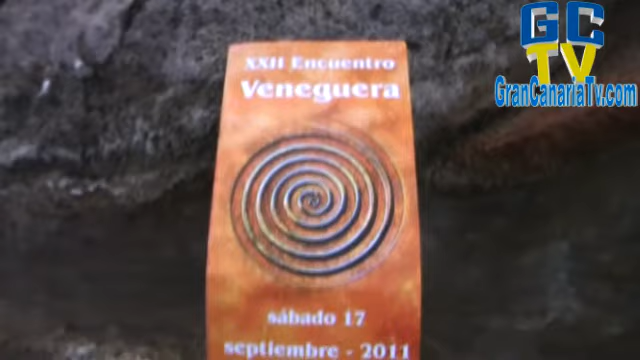 XXII Encuentro
Veneguera
sábado 17
septiembre - 2011
GC
TV
GranCanariaTv.com